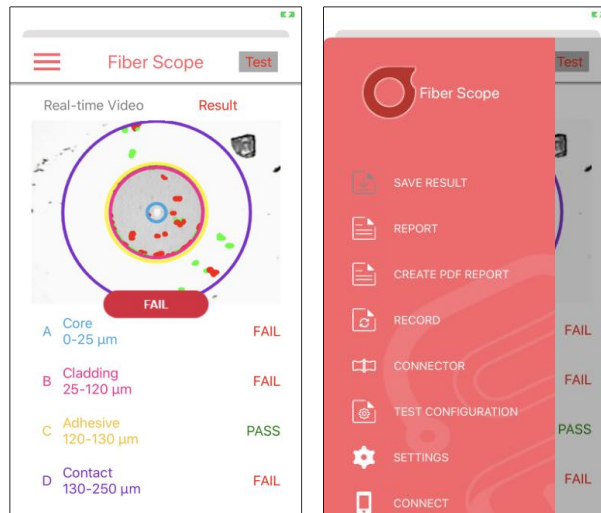 Fiber Scope
Test
Real-time Video
Result
FAIL
A
Core
0-25 μm
FAIL
B
Cladding
25-120 μm
FAIL
C
Adhesive
120-130 μm
PASS
D
Contact
130-250 μm
FAIL
Test
Fiber Scope
SAVE RESULT
REPORT
CREATE PDF REPORT
RECORD
CONNECTOR
TEST CONFIGURATION
SETTINGS
CONNECT
FAIL
FAIL
PASS
FAIL